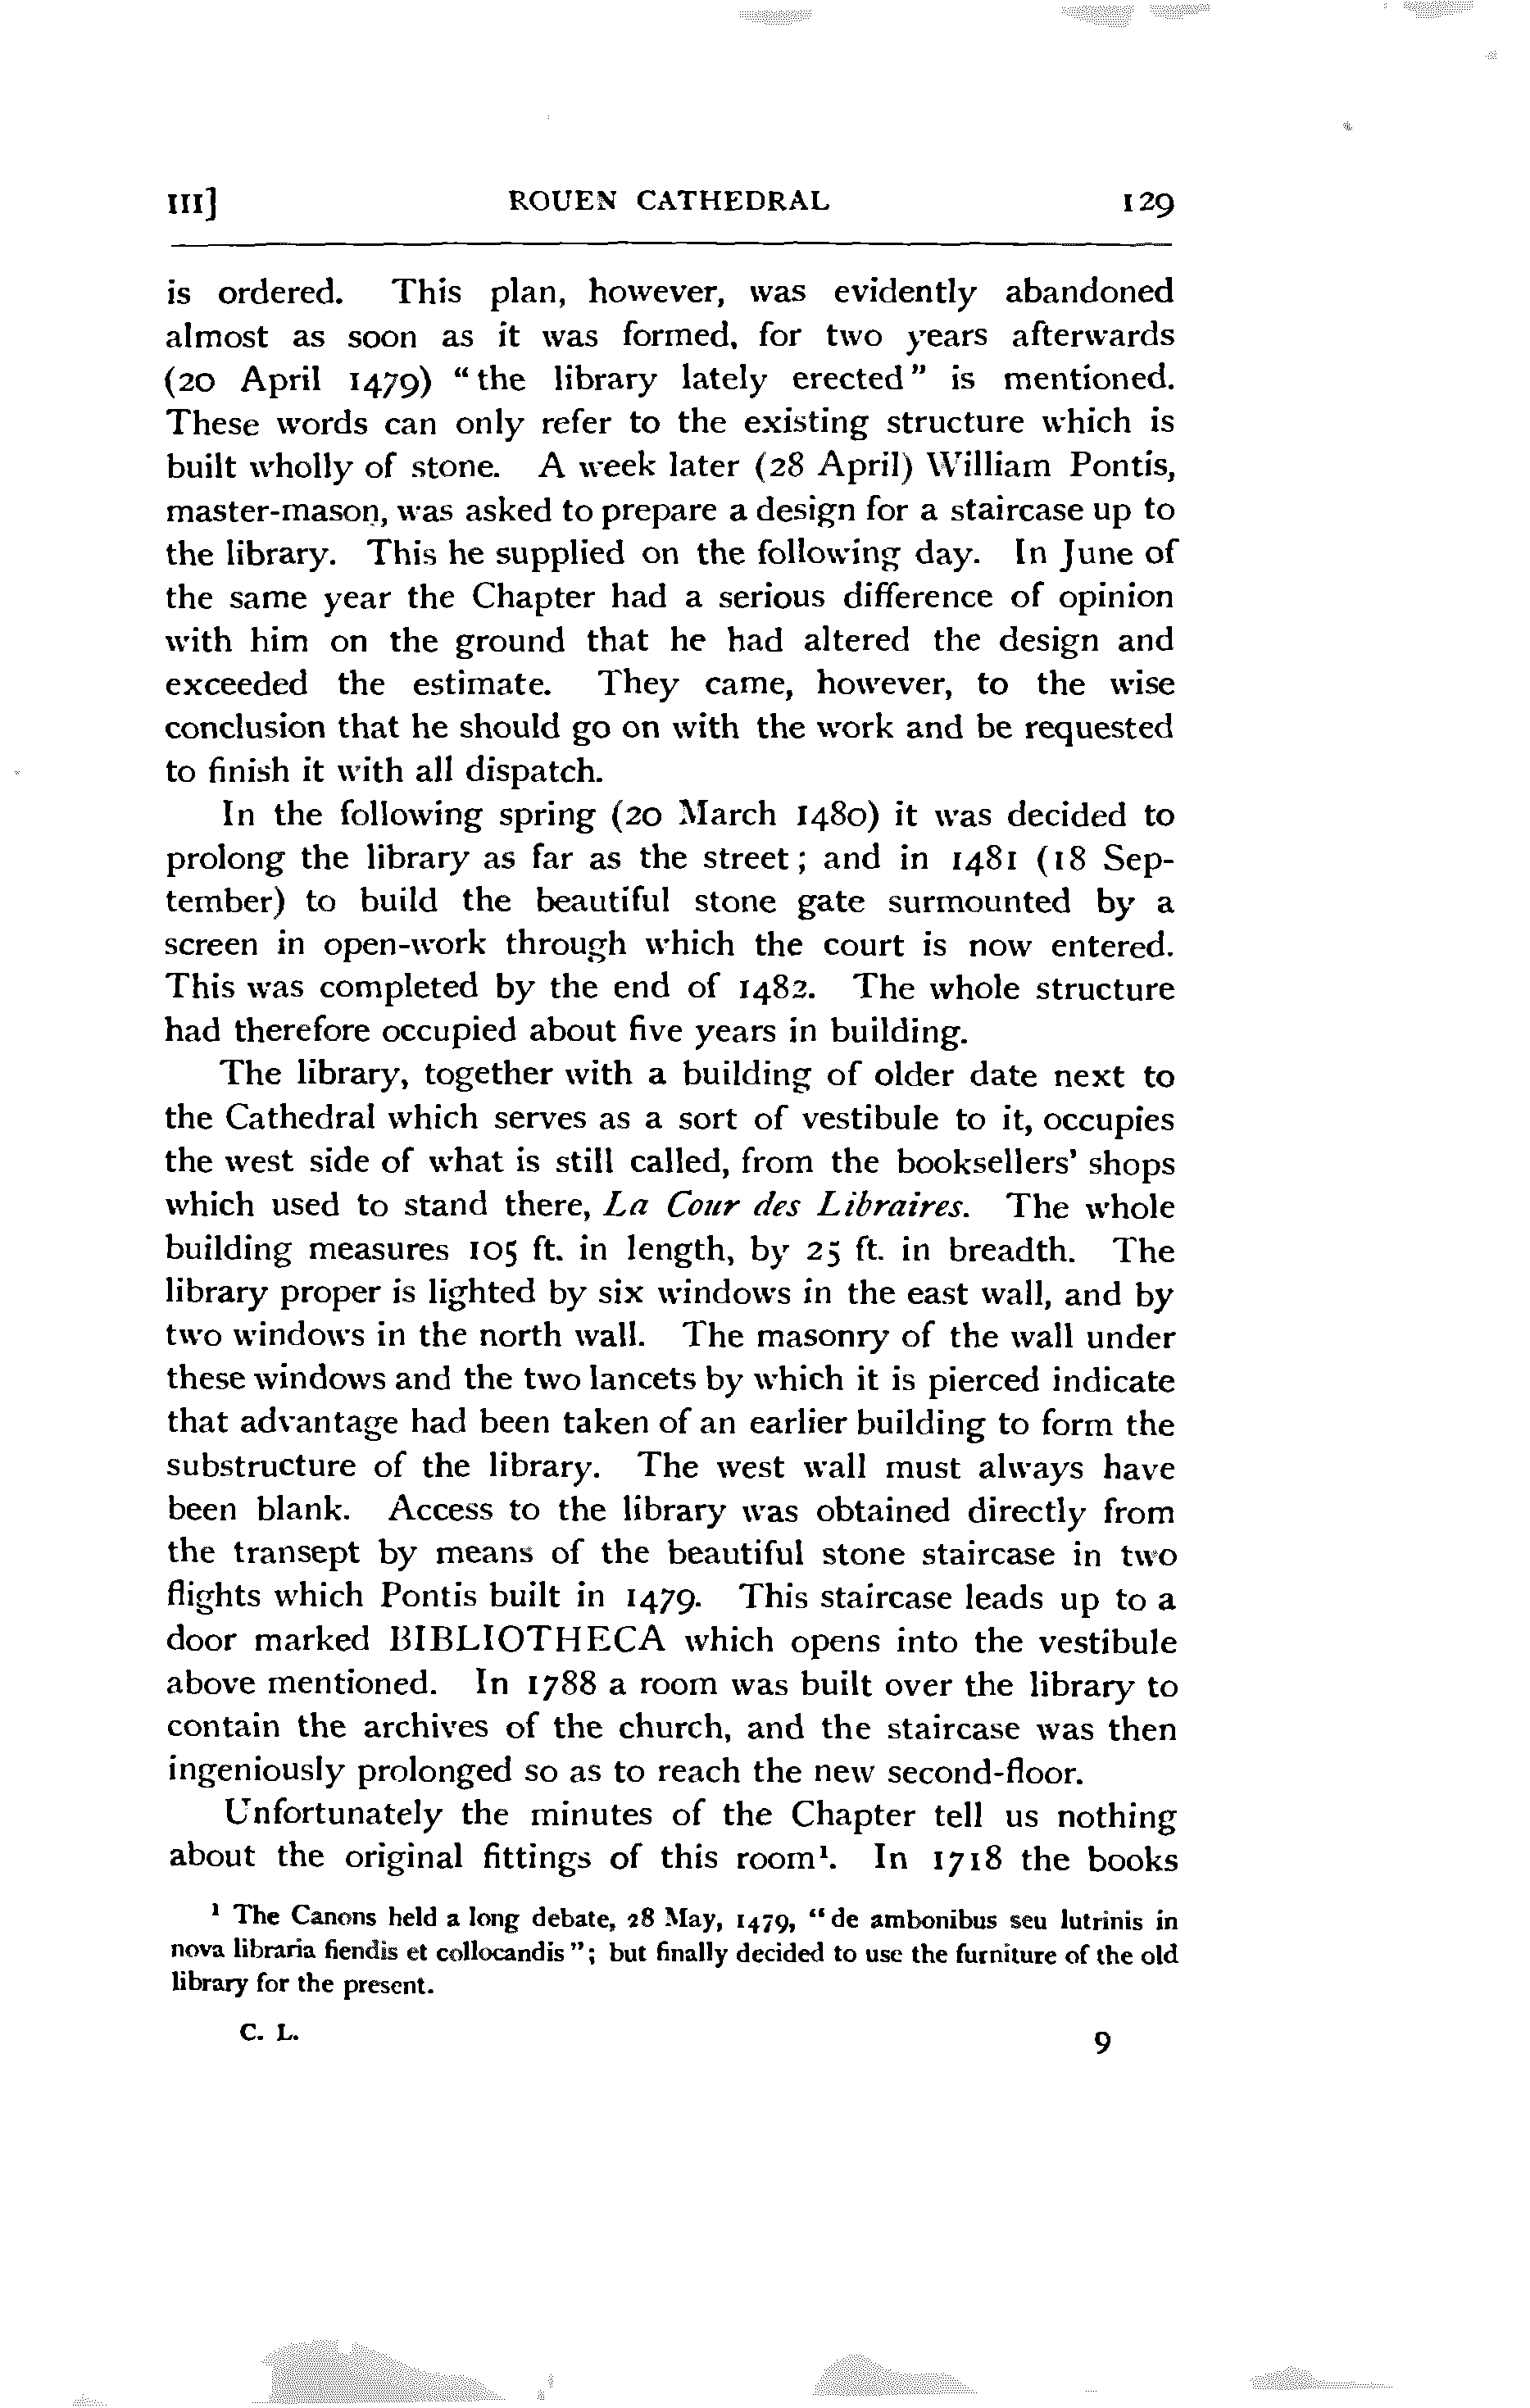 III] ROUEN CATHEDRAL 129
is ordered. This plan, however, was evidently abandoned
almost as soon as it was formed, for two years afterwards
(20 April 1479) “the library lately erected” is mentioned.
These words can only refer to the existing structure which is
built wholly of stone. A week later (28 April) William Pontis,
master-mason, was asked to prepare a design for a staircase up to
the library. This he supplied on the following day. In June of
the same year the Chapter had a serious difference of opinion
with him on the ground that he had altered the design and
exceeded the estimate. They came, however, to the wise
conclusion that he should go on with the work and be requested
to finish it with all dispatch.
In the following spring (20 March 1480) it was decided to
prolong the library as far as the street; and in 1481 (18 Sep-
tember) to build the beautiful stone gate surmounted by a
screen in open-work through which the court is now entered.
This was completed by the end of 1482. The whole structure
had therefore occupied about five years in building.
The library, together with a building of older date next to
the Cathedral which serves as a sort of vestibule to it, occupies
the west side of what is still called, from the booksellers’ shops
which used to stand there, La Cour des Libraires. The whole
building measures 105 ft. in length, by 25 ft. in breadth. The
library proper is lighted by six windows in the east wall, and by
two windows in the north wall. The masonry of the wall under
these windows and the two lancets by which it is pierced indicate
that advantage had been taken of an earlier building to form the
substructure of the library. The west wall must always have
been blank. Access to the library was obtained directly from
the transept by means of the beautiful stone staircase in two
flights which Pontis built in 1479. This staircase leads up to a
door marked BIBLIOTHECA which opens into the vestibule
above mentioned. In 1788 a room was built over the library to
contain the archives of the church, and the staircase was then
ingeniously prolonged so as to reach the new second-floor.
Unfortunately the minutes of the Chapter tell us nothing
about the original fittings of this room¹. In 1718 the books
¹ The Canons held a long debate, 28 May, 1479, “de ambonibus seu lutrinis in
nova libraria fiendis et collocandis”; but finally decided to use the furniture of the old
library for the present.
C. L. 9